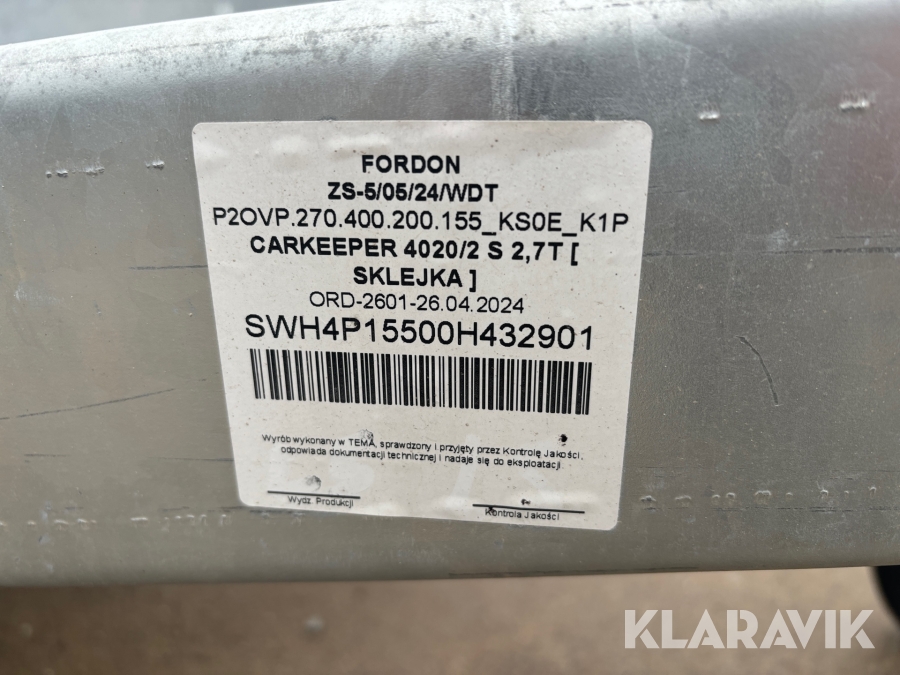 FORDON
ZS-5/05/24/WDT
P2OVP.270.400.200.155_KS0E_K1P
CARKEEPER 4020/2 S 2,7T [
SKLEJKA ]
ORD-2601-26.04.2024
SWH4P15500H432901
Wyrób wykonany w TEMA, sprawdzony i przyjęty przez Kontrolę Jakości,
odpowiada dokumentacji technicznej i nadaje się do eksploatacji
Wydz. Produkcji
Kontrola Jakości
KLARAVIK